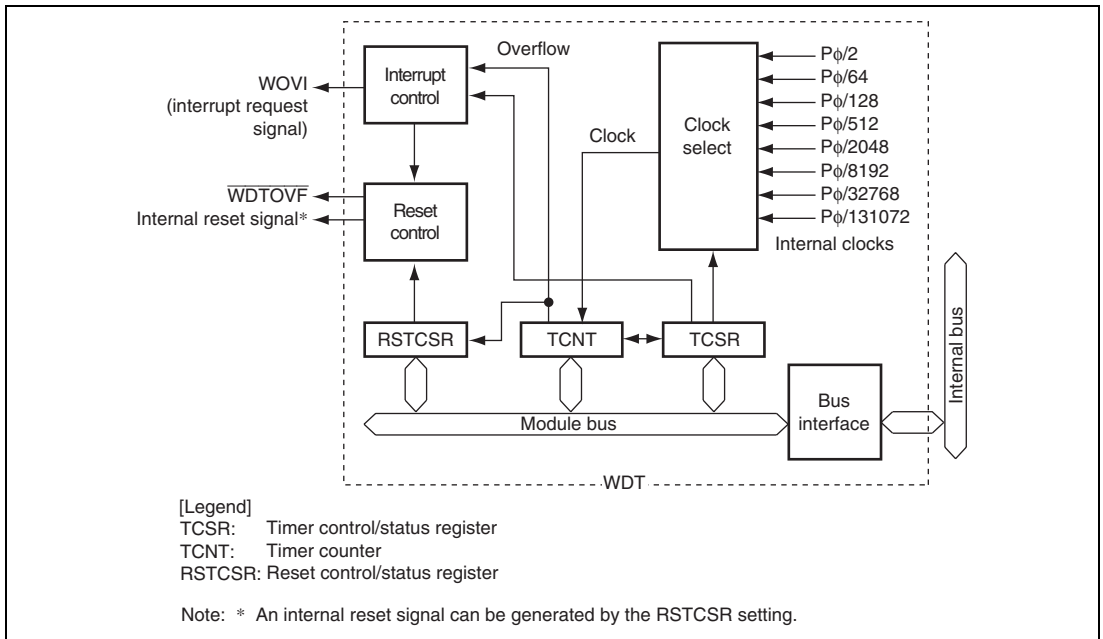 Overflow
Interrupt
control
WOVI
(interrupt request
signal)
Clock
Clock
select
Pϕ/2
Pϕ/64
Pϕ/128
Pϕ/512
Pϕ/2048
Pϕ/8192
Pϕ/32768
Pϕ/131072
Internal clocks
WDTOVF
Internal reset signal*
Reset
control
RSTCSR
TCNT
TCSR
Internal bus
Module bus
Bus
interface
WDT
[Legend]
TCSR: Timer control/status register
TCNT: Timer counter
RSTCSR: Reset control/status register
Note: * An internal reset signal can be generated by the RSTCSR setting.